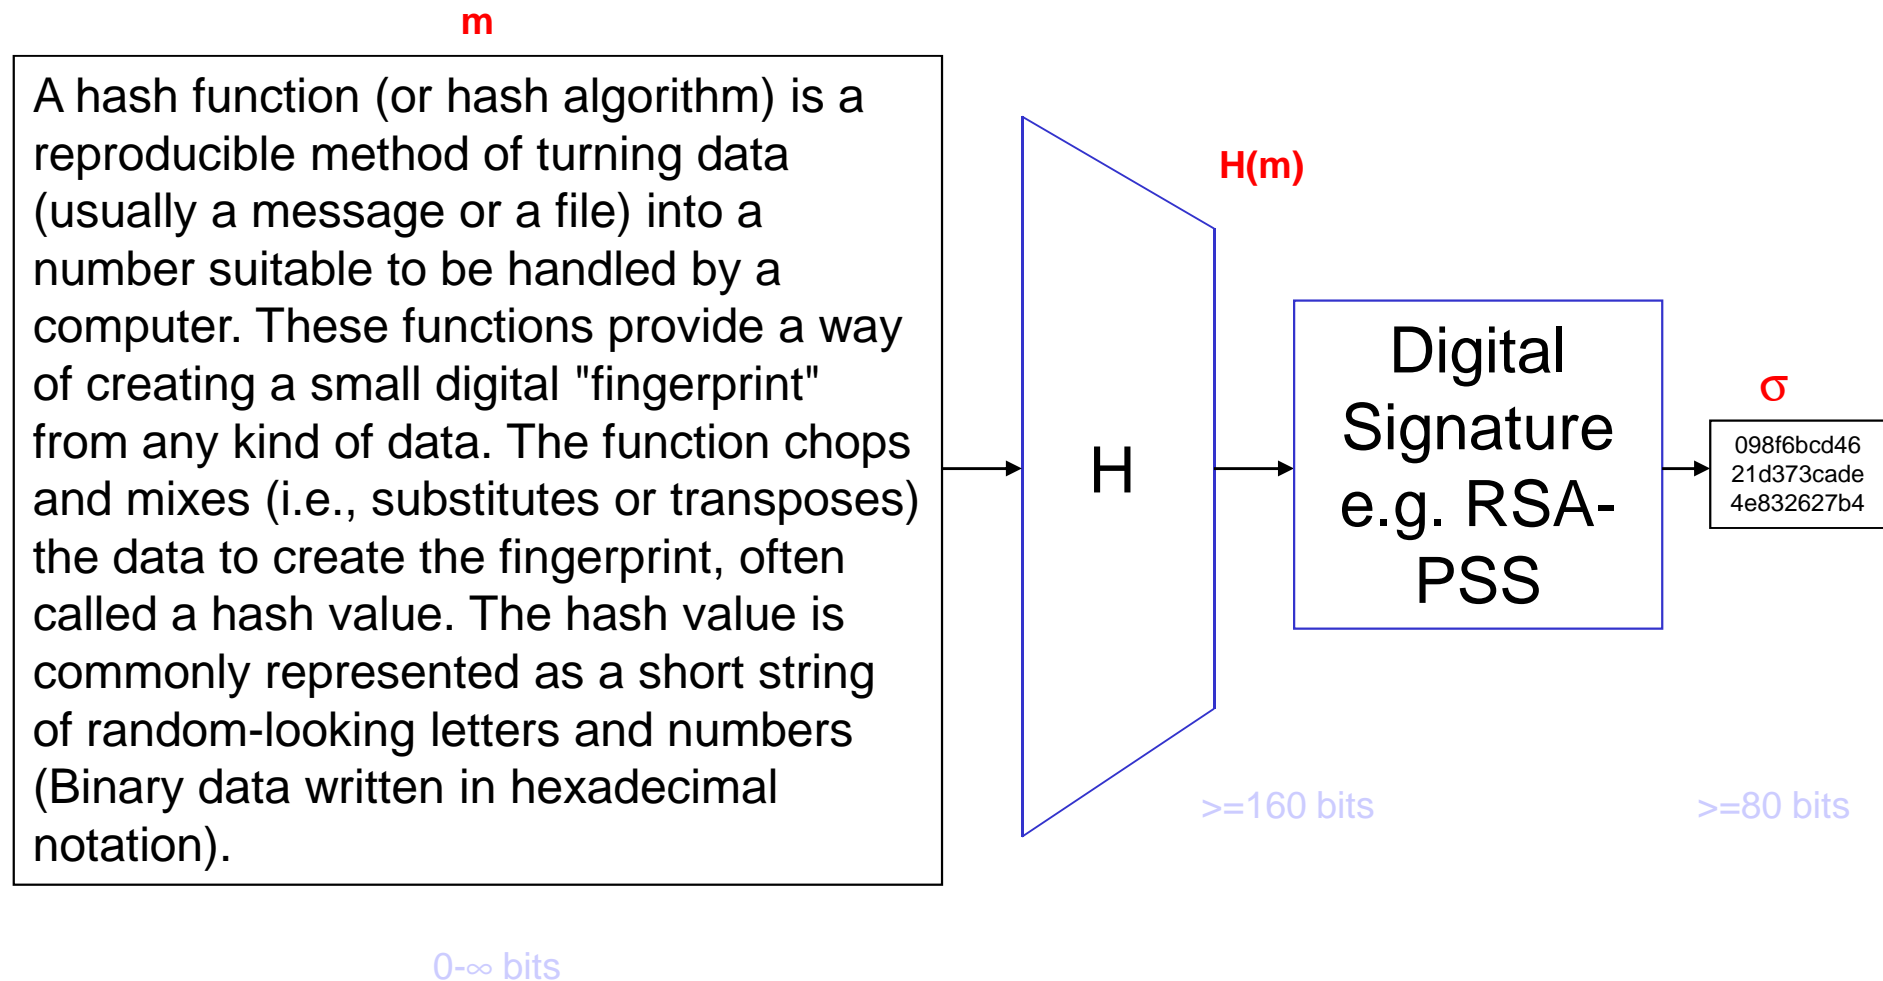 m
A hash function (or hash algorithm) is a
reproducible method of turning data
(usually a message or a file) into a
number suitable to be handled by a
computer. These functions provide a way
of creating a small digital "fingerprint"
from any kind of data. The function chops
and mixes (i.e., substitutes or transposes)
the data to create the fingerprint, often
called a hash value. The hash value is
commonly represented as a short string
of random-looking letters and numbers
(Binary data written in hexadecimal
notation).
0-∞ bits
H
H(m)
>=160 bits
Digital
Signature
e.g. RSA-
PSS
σ
098f6bcd46
21d373cade
4e832627b4
>=80 bits